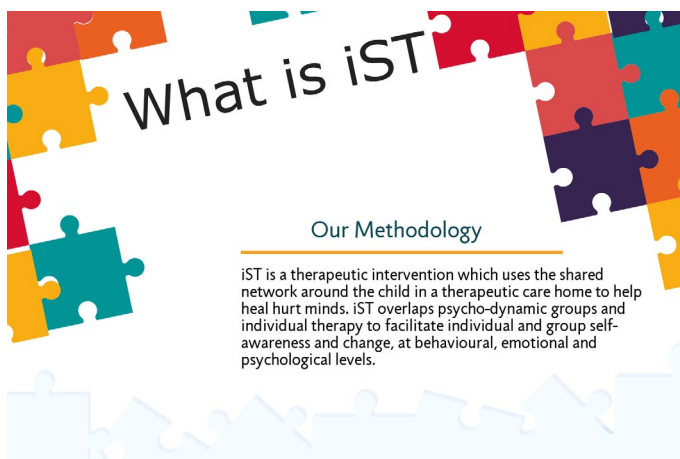 What is iST
Our Methodology
iST is a therapeutic intervention which uses the shared
network around the child in a therapeutic care home to help
heal hurt minds. iST overlaps psycho-dynamic groups and
individual therapy to facilitate individual and group self-
awareness and change, at behavioural, emotional and
psychological levels.